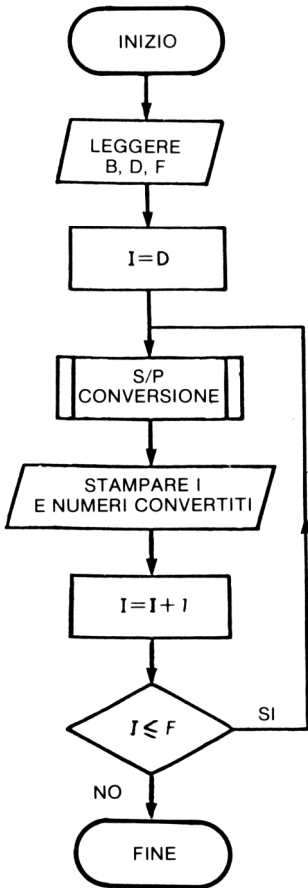 INIZIO
LEGGERE
B, D, F
I=D
S/P
CONVERSIONE
STAMPARE I
E NUMERI CONVERTITI
I=I+1
I ≤ F
SI
NO
FINE